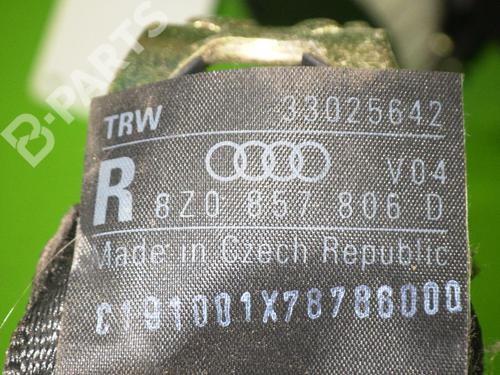 B-PARTS
TRW 33025642
R V04
8Z0 857 806 D
Made in Czech Republic
C191001X78786000